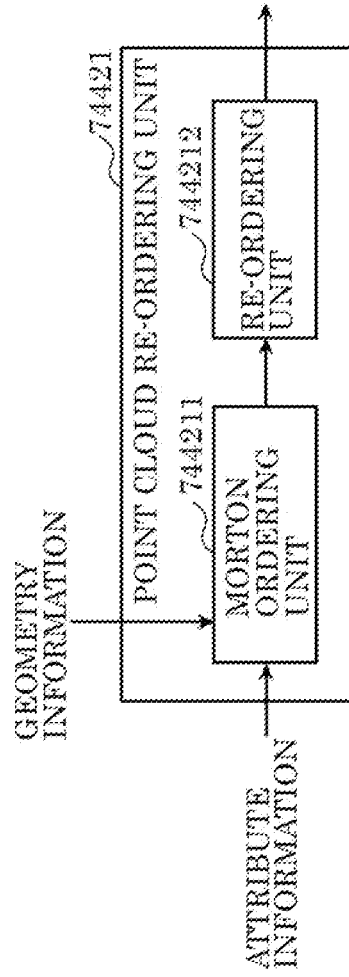 GEOMETRY
INFORMATION
74421
POINT CLOUD RE-ORDERING UNIT
ATTRIBUTE
INFORMATION
744211
MORTON
ORDERING
UNIT
744212
RE-ORDERING
UNIT